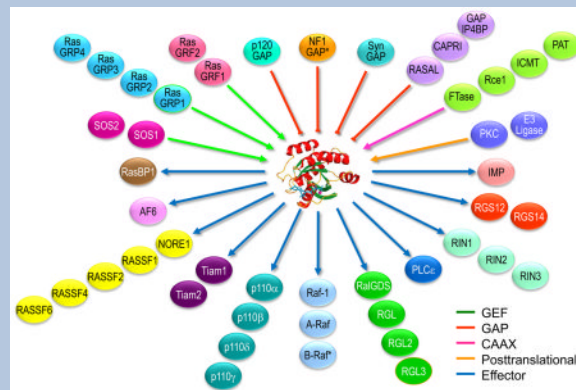 Ras
GRP4
Ras
GRP3
Ras
GRP2
Ras
GRP1
Ras
GRF2
Ras
GRF1
p120
GAP
NF1
GAP*
Syn
GAP
GAP
IP4BP
CAPRI
RASAL
PAT
ICMT
Rce1
FTase
SOS2
SOS1
PKC
E3
Ligase
RasBP1
IMP
AF6
RGS12
RGS14
NORE1
RASSF1
RASSF2
RASSF4
RASSF6
Tiam1
Tiam2
p110α
p110β
p110δ
p110γ
Raf-1
A-Raf
B-Raf*
RalGDS
RGL
RGL2
RGL3
PLCε
RIN1
RIN2
RIN3
GEF
GAP
CAAX
Posttranslational
Effector